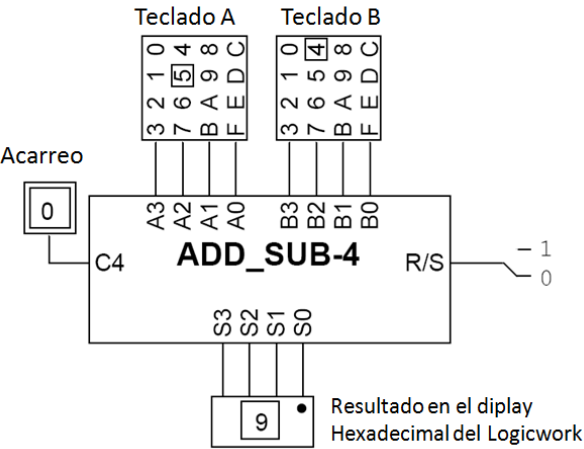 Teclado A
Teclado B
0 4 8 C
1 5 9 D
2 6 A E
3 7 B F
0 4 8 C
1 5 9 D
2 6 A E
3 7 B F
Acarreo
0
A3 A2 A1 A0
B3 B2 B1 B0
C4
ADD_SUB-4
R/S
1
0
S3 S2 S1 S0
9
Resultado en el diplay
Hexadecimal del Logicwork